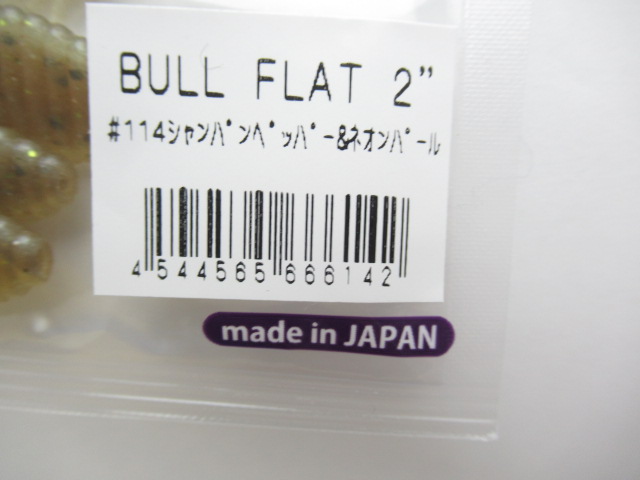 BULL FLAT 2”
#114ｼｬﾝﾊﾟﾝﾍﾟｯﾊﾟｰ&ﾈｵﾝﾊﾟｰﾙ
4 544565 666142
made in JAPAN